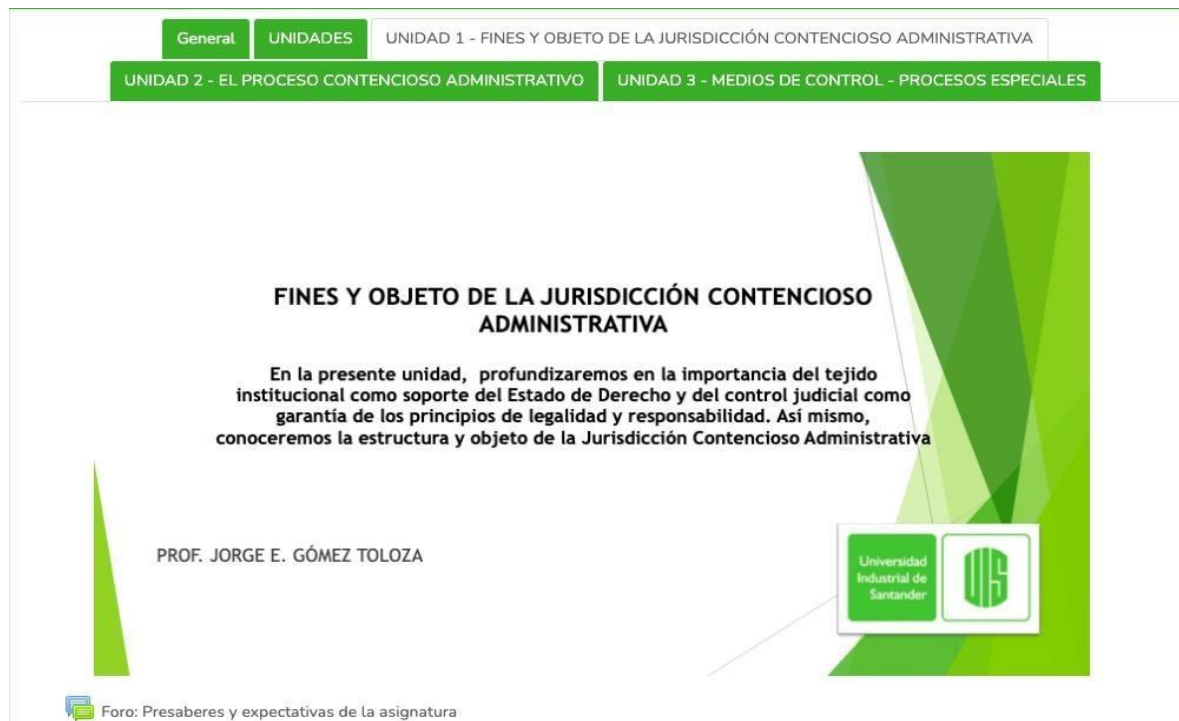 General
UNIDADES
UNIDAD 1 - FINES Y OBJETO DE LA JURISDICCIÓN CONTENCIOSO ADMINISTRATIVA
UNIDAD 2 - EL PROCESO CONTENCIOSO ADMINISTRATIVO
UNIDAD 3 - MEDIOS DE CONTROL - PROCESOS ESPECIALES
FINES Y OBJETO DE LA JURISDICCIÓN CONTENCIOSO
ADMINISTRATIVA
En la presente unidad, profundizaremos en la importancia del tejido
institucional como soporte del Estado de Derecho y del control judicial como
garantía de los principios de legalidad y responsabilidad. Así mismo,
conoceremos la estructura y objeto de la Jurisdicción Contencioso Administrativa
PROF. JORGE E. GÓMEZ TOLOZA
Universidad
Industrial de
Santander
UIS
Foro: Presaberes y expectativas de la asignatura